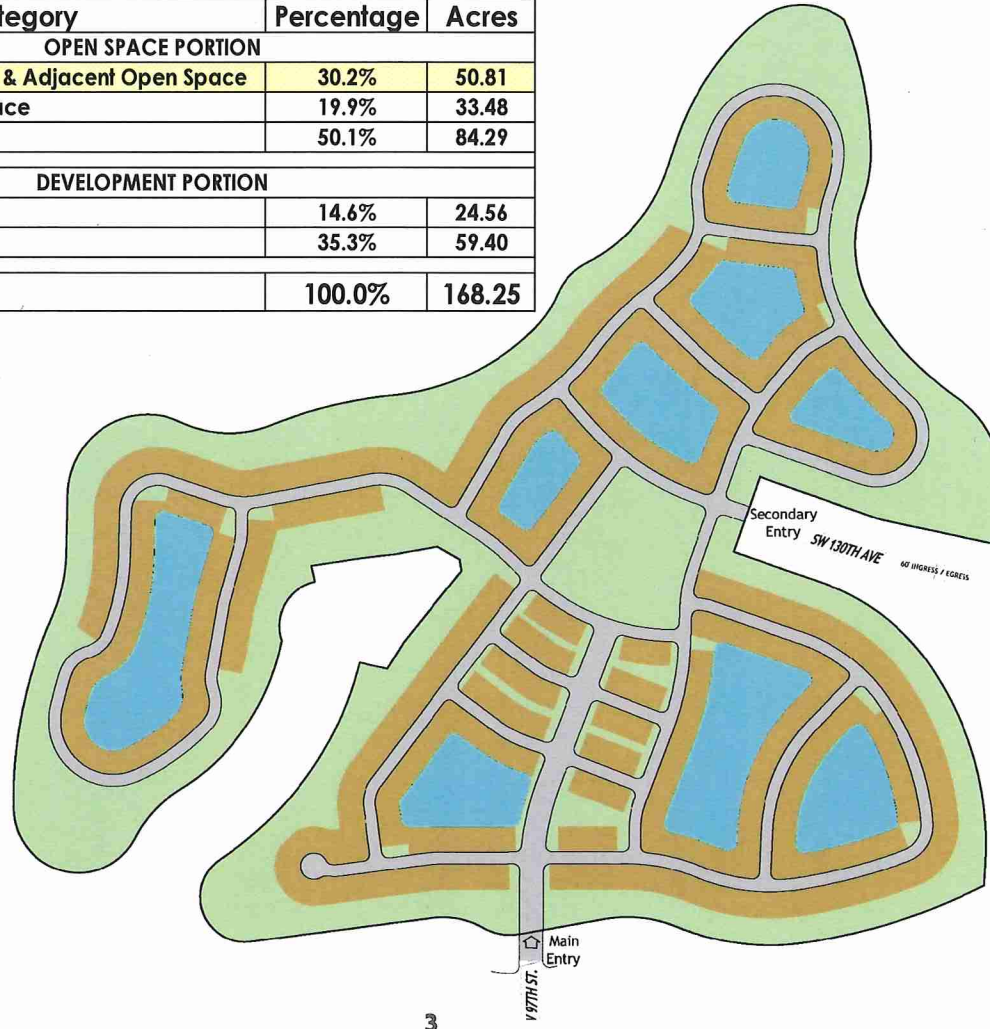 tegory Percentage Acres
OPEN SPACE PORTION
& Adjacent Open Space 30.2% 50.81
ace 19.9% 33.48
50.1% 84.29
DEVELOPMENT PORTION
14.6% 24.56
35.3% 59.40
100.0% 168.25
Secondary
Entry
SW 130TH AVE
60' INGRESS / EGRESS
Main
Entry
V 97TH ST.
3